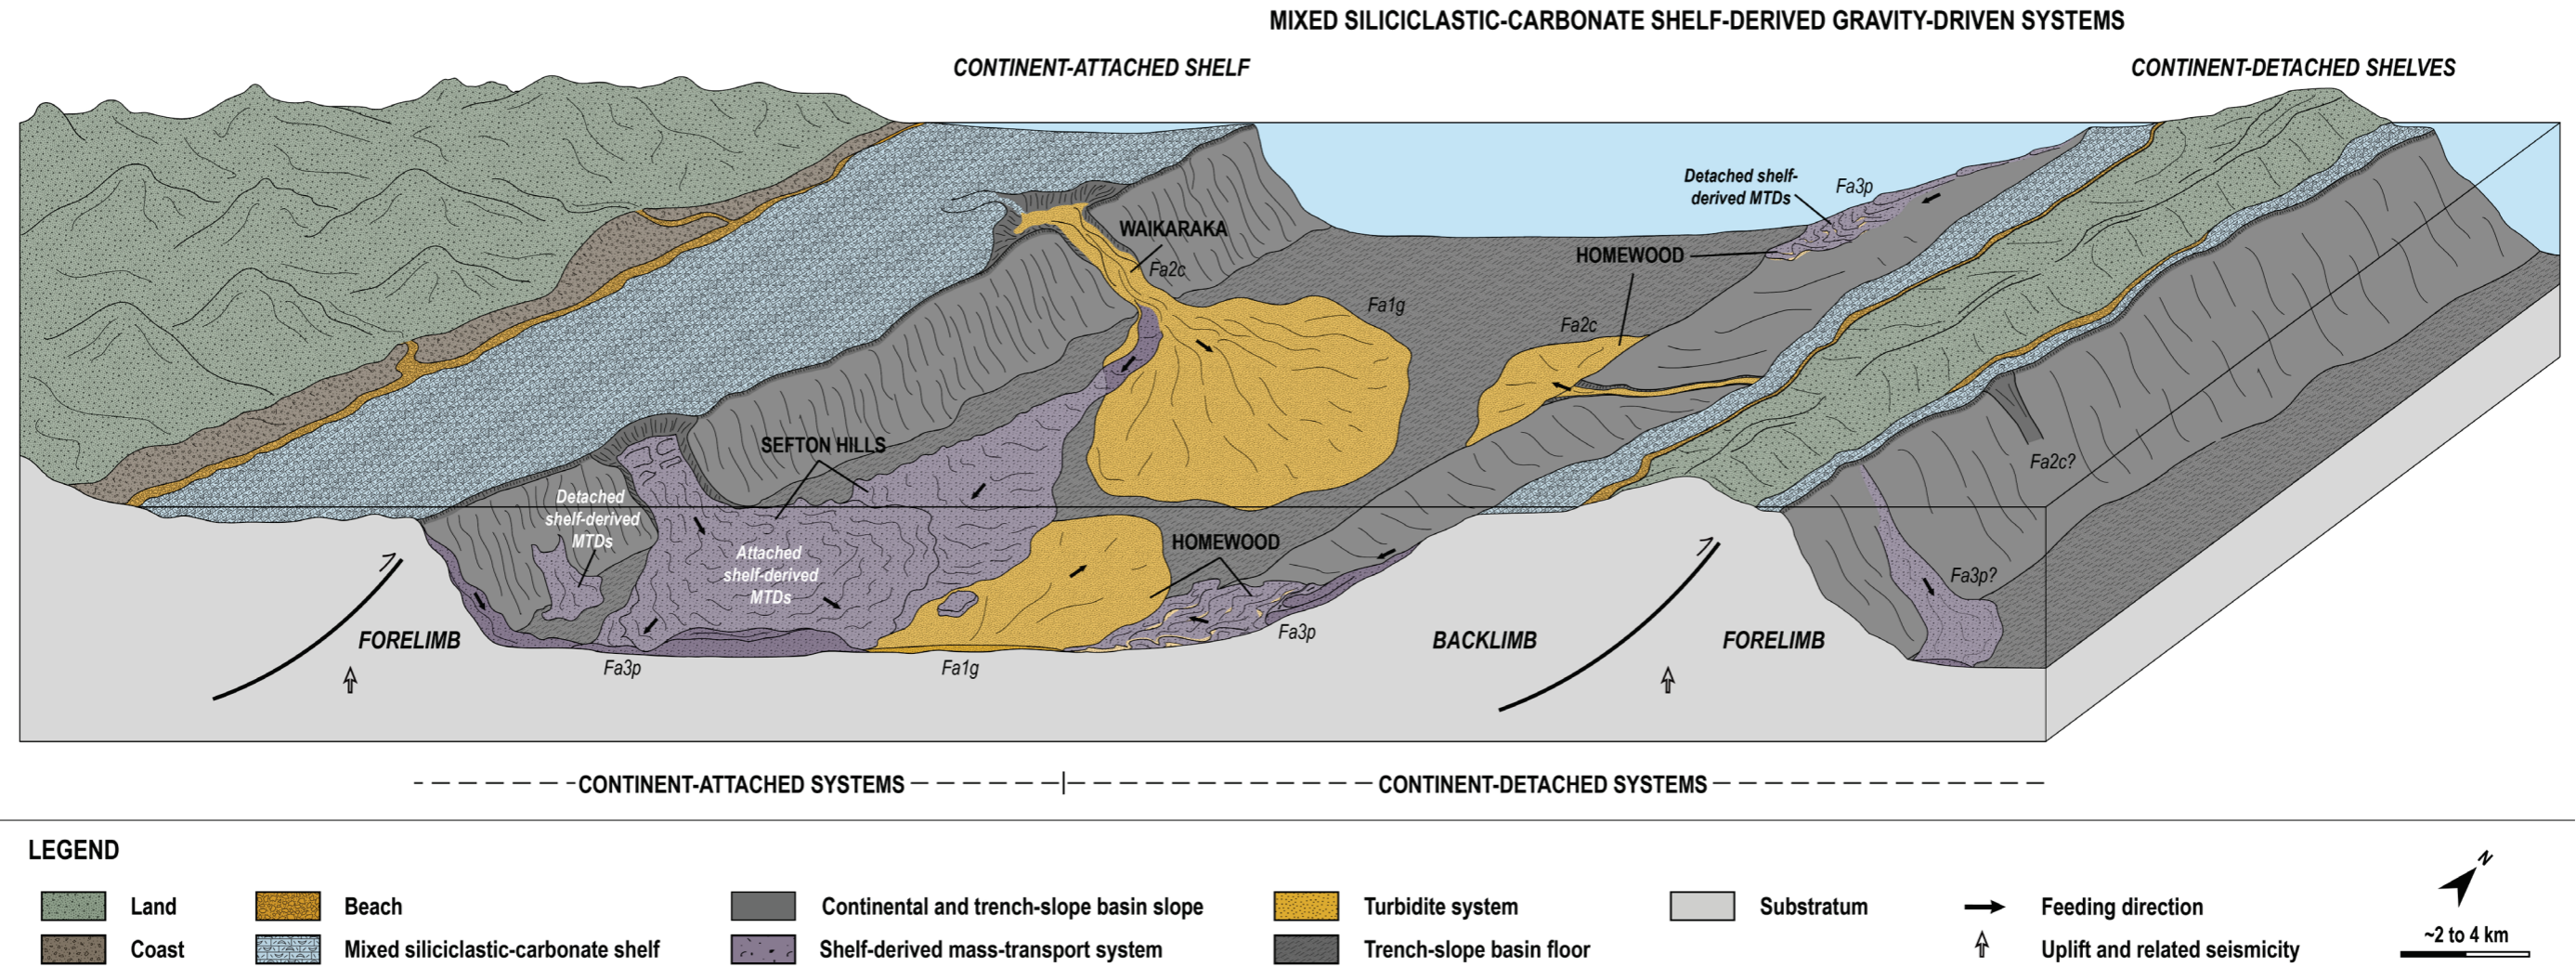 MIXED SILICICLASTIC-CARBONATE SHELF-DERIVED GRAVITY-DRIVEN SYSTEMS
CONTINENT-ATTACHED SHELF
CONTINENT-DETACHED SHELVES
Detached shelf-
derived MTDs
Fa3p
WAIKARAKA
Fa2c
HOMEWOOD
Fa1g
Fa2c
SEFTON HILLS
Fa2c?
Detached
shelf-derived
MTDs
Attached
shelf-derived
MTDs
HOMEWOOD
Fa3p?
FORELIMB
Fa3p
Fa1g
Fa3p
BACKLIMB
FORELIMB
CONTINENT-ATTACHED SYSTEMS
CONTINENT-DETACHED SYSTEMS
LEGEND
Land
Beach
Continental and trench-slope basin slope
Turbidite system
Substratum
Feeding direction
Coast
Mixed siliciclastic-carbonate shelf
Shelf-derived mass-transport system
Trench-slope basin floor
Uplift and related seismicity
N
~2 to 4 km